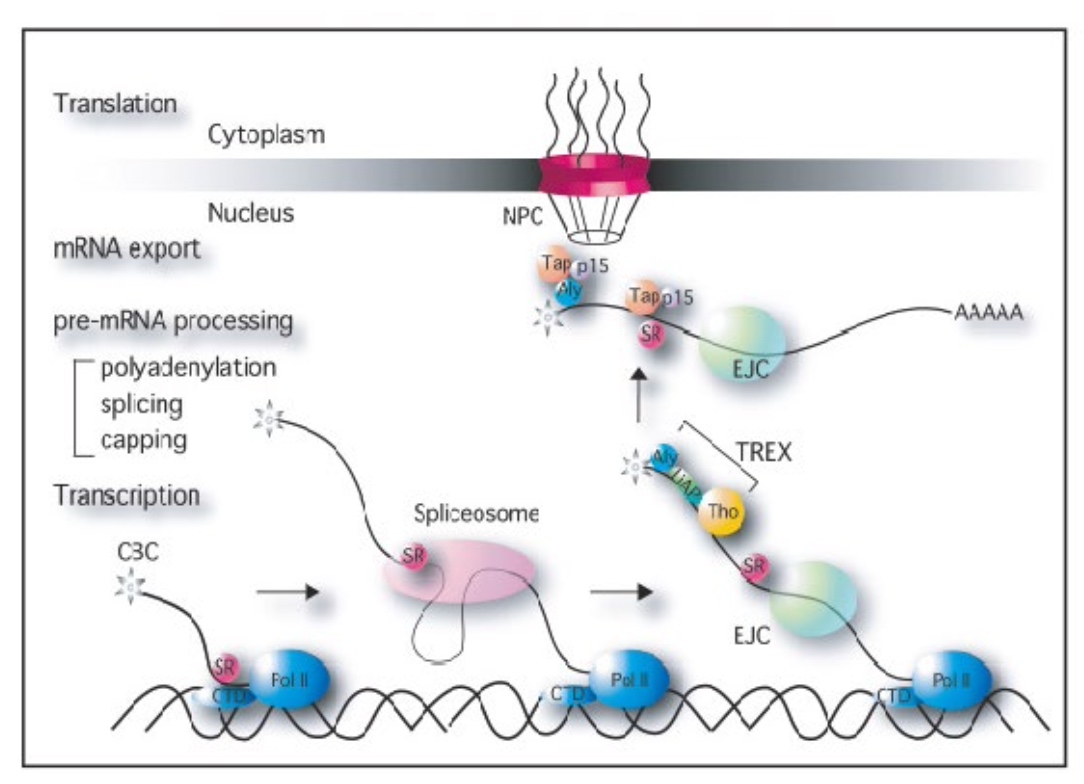 Translation
Cytoplasm
Nucleus
NPC
mRNA export
Tap p15
Aly
Tap p15
SR
AAAAA
EJC
pre-mRNA processing
polyadenylation
splicing
capping
Aly
UAP
TREX
Tho
Transcription
Spliceosome
SR
SR
CBC
EJC
SR
Pol II
CTD
Pol II
CTD
Pol II
CTD